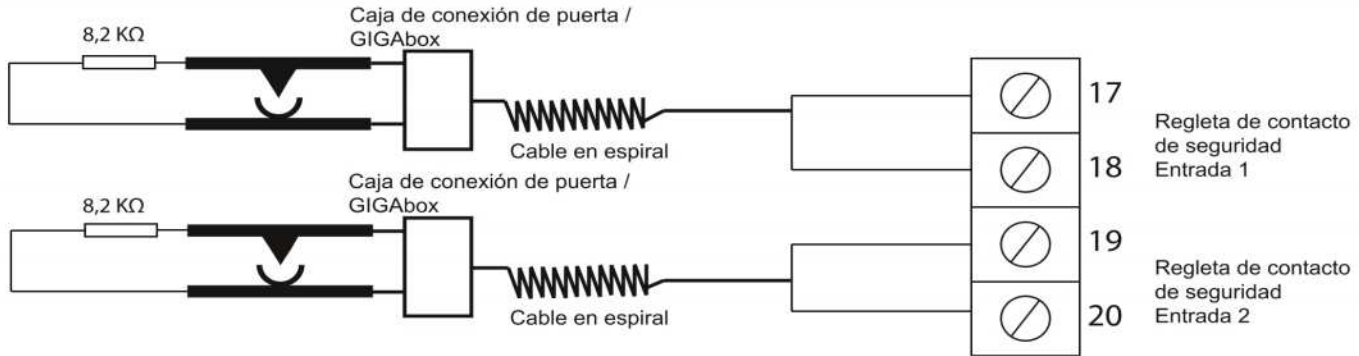 Caja de conexión de puerta /
GIGAbox
8,2 KΩ
Cable en espiral
17
18
Regleta de contacto
de seguridad
Entrada 1
Caja de conexión de puerta /
GIGAbox
8,2 KΩ
Cable en espiral
19
20
Regleta de contacto
de seguridad
Entrada 2